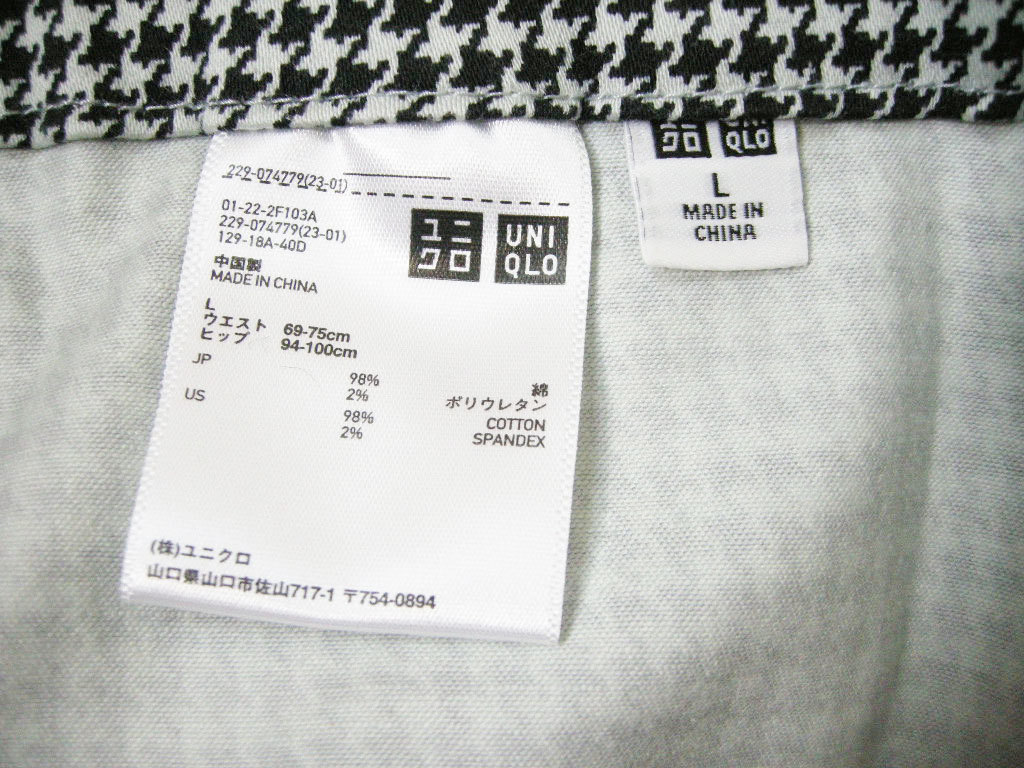 229-074779(23-01)
01-22-2F103A
229-074779(23-01)
129-18A-40D
中国製
MADE IN CHINA
ユニ
クロ
UNI
QLO
L
ウエスト 69-75cm
ヒップ 94-100cm
JP
98% 綿
2% ポリウレタン
US
98% COTTON
2% SPANDEX
(株)ユニクロ
山口県山口市佐山717-1 〒754-0894
ユニ
クロ
UNI
QLO
L
MADE IN
CHINA